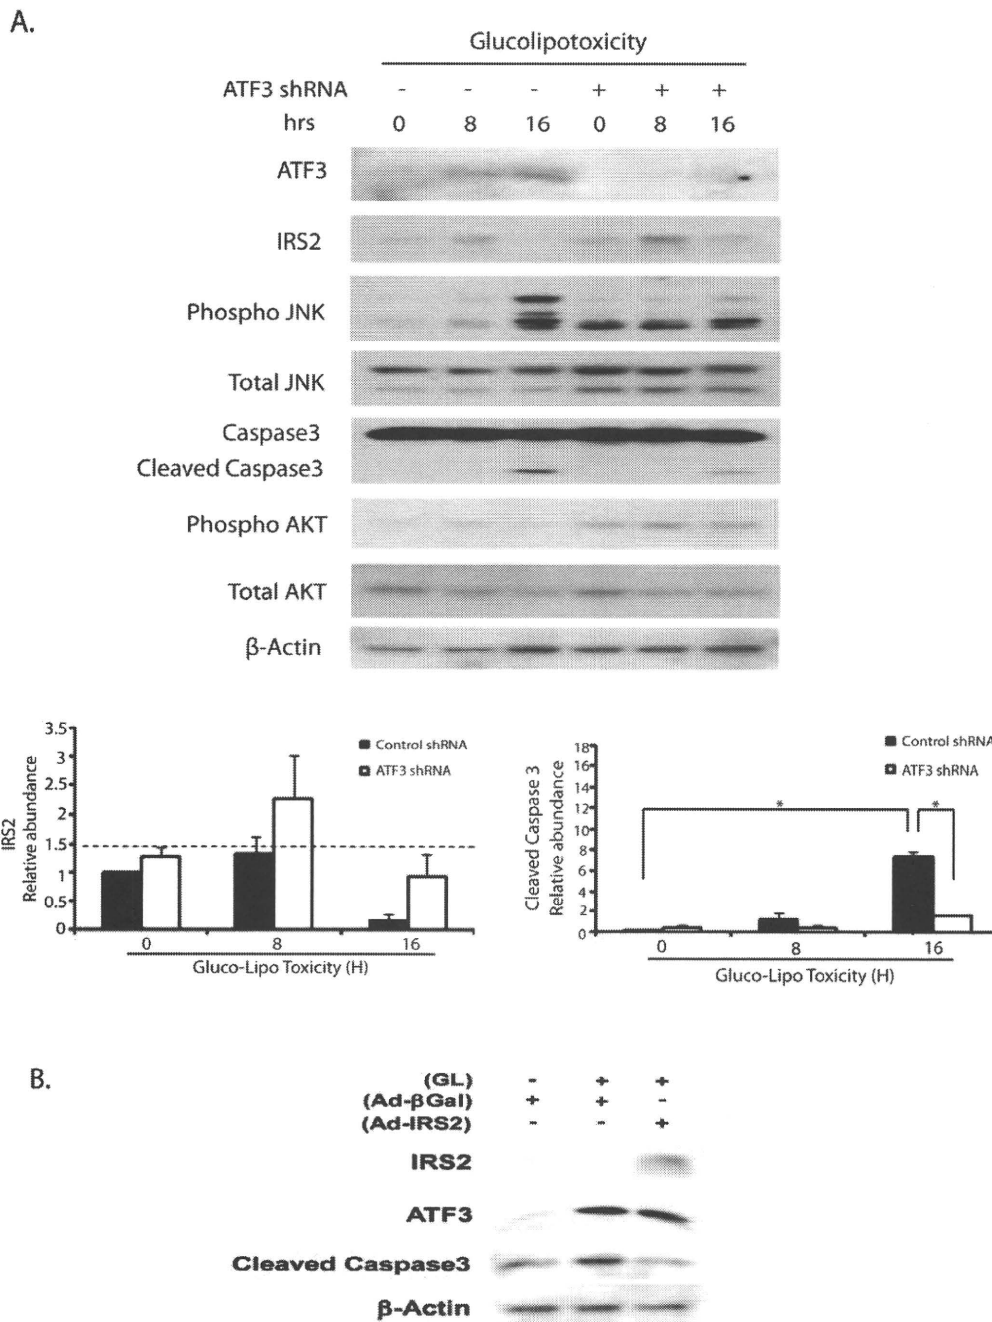 A.
Glucolipotoxicity
ATF3 shRNA - - - + + +
hrs 0 8 16 0 8 16
ATF3
IRS2
Phospho JNK
Total JNK
Caspase3
Cleaved Caspase3
Phospho AKT
Total AKT
β-Actin
IRS2
Relative abundance
3.5
3
2.5
2
1.5
1
0.5
0
Control shRNA
ATF3 shRNA
0 8 16
Gluco-Lipo Toxicity (H)
Cleaved Caspase 3
Relative abundance
18
16
14
12
10
8
6
4
2
0
Control shRNA
ATF3 shRNA
* *
0 8 16
Gluco-Lipo Toxicity (H)
B.
(GL) - + +
(Ad-βGal) + + -
(Ad-IRS2) - - +
IRS2
ATF3
Cleaved Caspase3
β-Actin